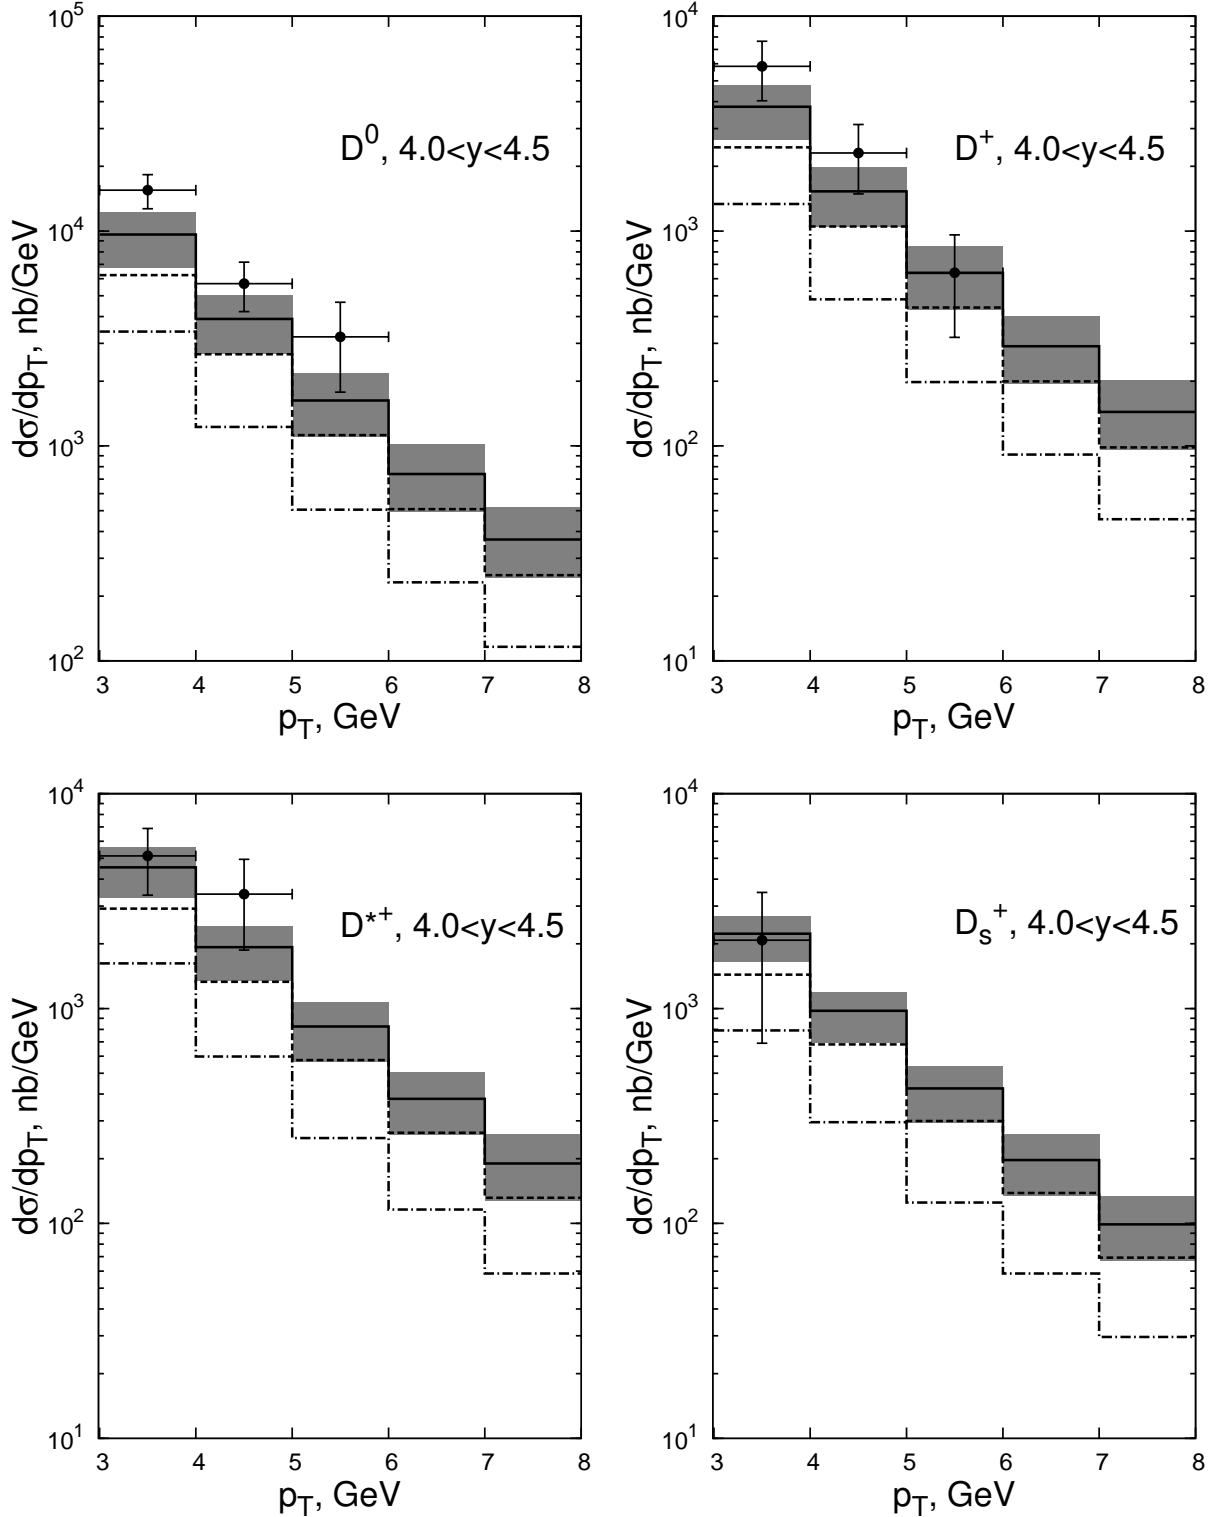 10^5
10^4
10^3
10^2
dσ/dp_T, nb/GeV
D^0, 4.0<y<4.5
3 4 5 6 7 8
p_T, GeV
10^4
10^3
10^2
10^1
dσ/dp_T, nb/GeV
D^+, 4.0<y<4.5
3 4 5 6 7 8
p_T, GeV
10^4
10^3
10^2
10^1
dσ/dp_T, nb/GeV
D^*+, 4.0<y<4.5
3 4 5 6 7 8
p_T, GeV
10^4
10^3
10^2
10^1
dσ/dp_T, nb/GeV
D_s^+, 4.0<y<4.5
3 4 5 6 7 8
p_T, GeV